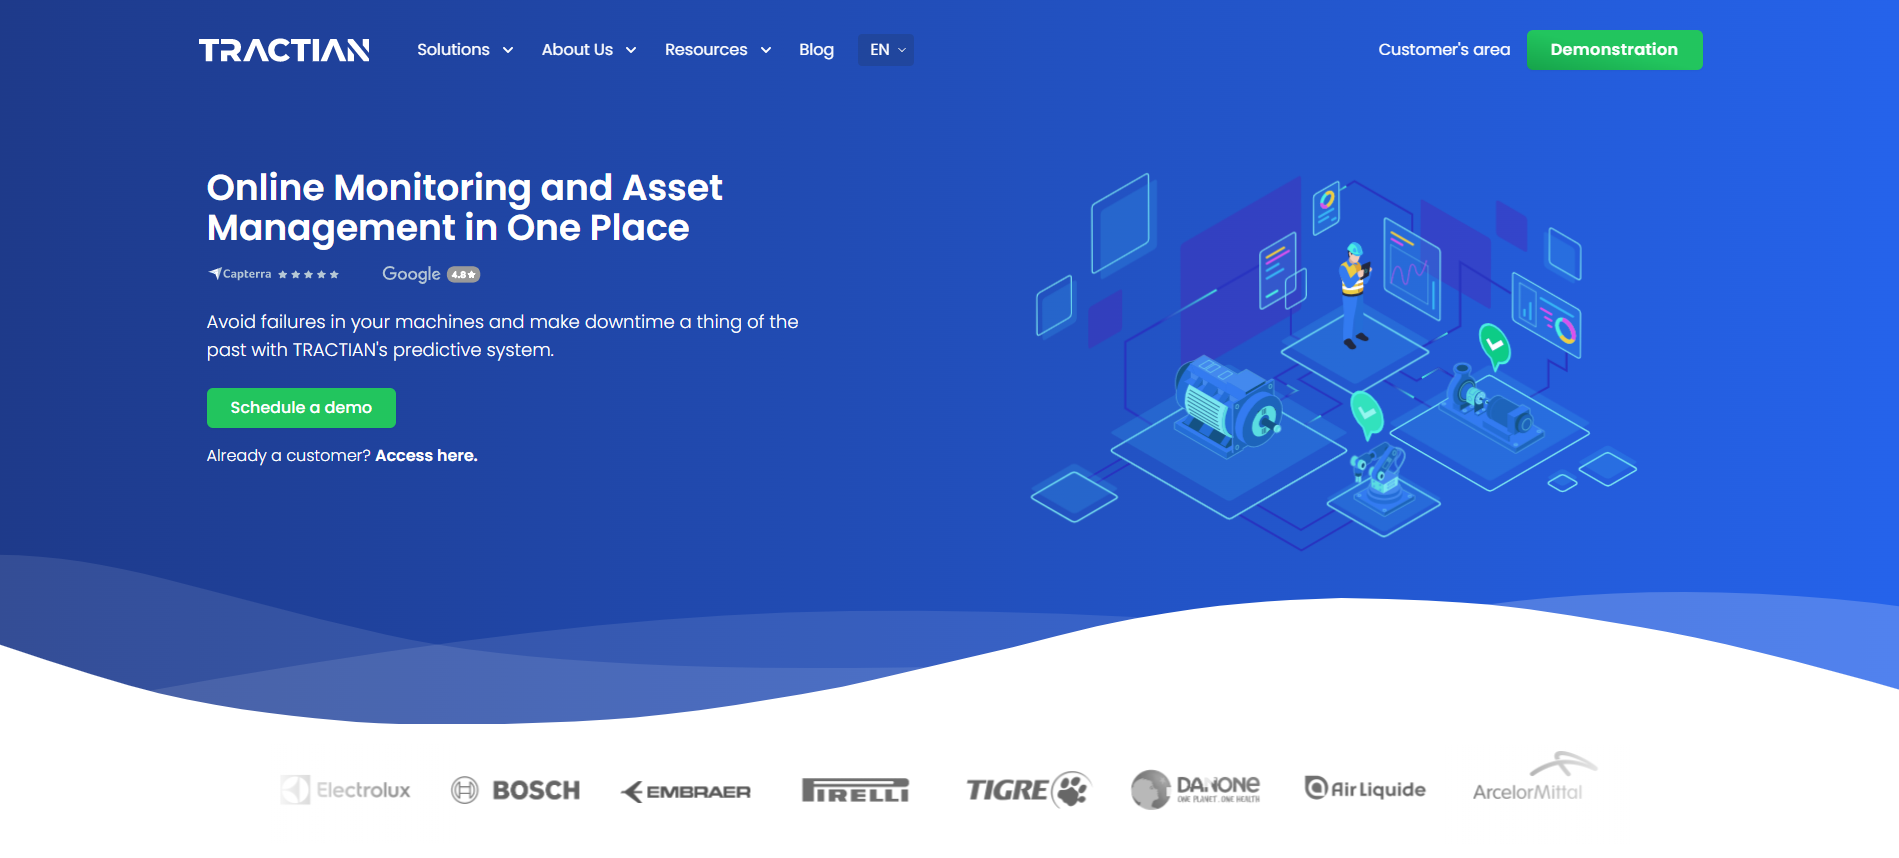 TRACTIAN Solutions About Us Resources Blog EN Customer's area Demonstration
Online Monitoring and Asset
Management in One Place
Capterra Google 4.8
Avoid failures in your machines and make downtime a thing of the
past with TRACTIAN's predictive system.
Schedule a demo
Already a customer? Access here.
Electrolux BOSCH EMBRAER PIRELLI TIGRE DANONE ONE PLANET. ONE HEALTH Air Liquide ArcelorMittal